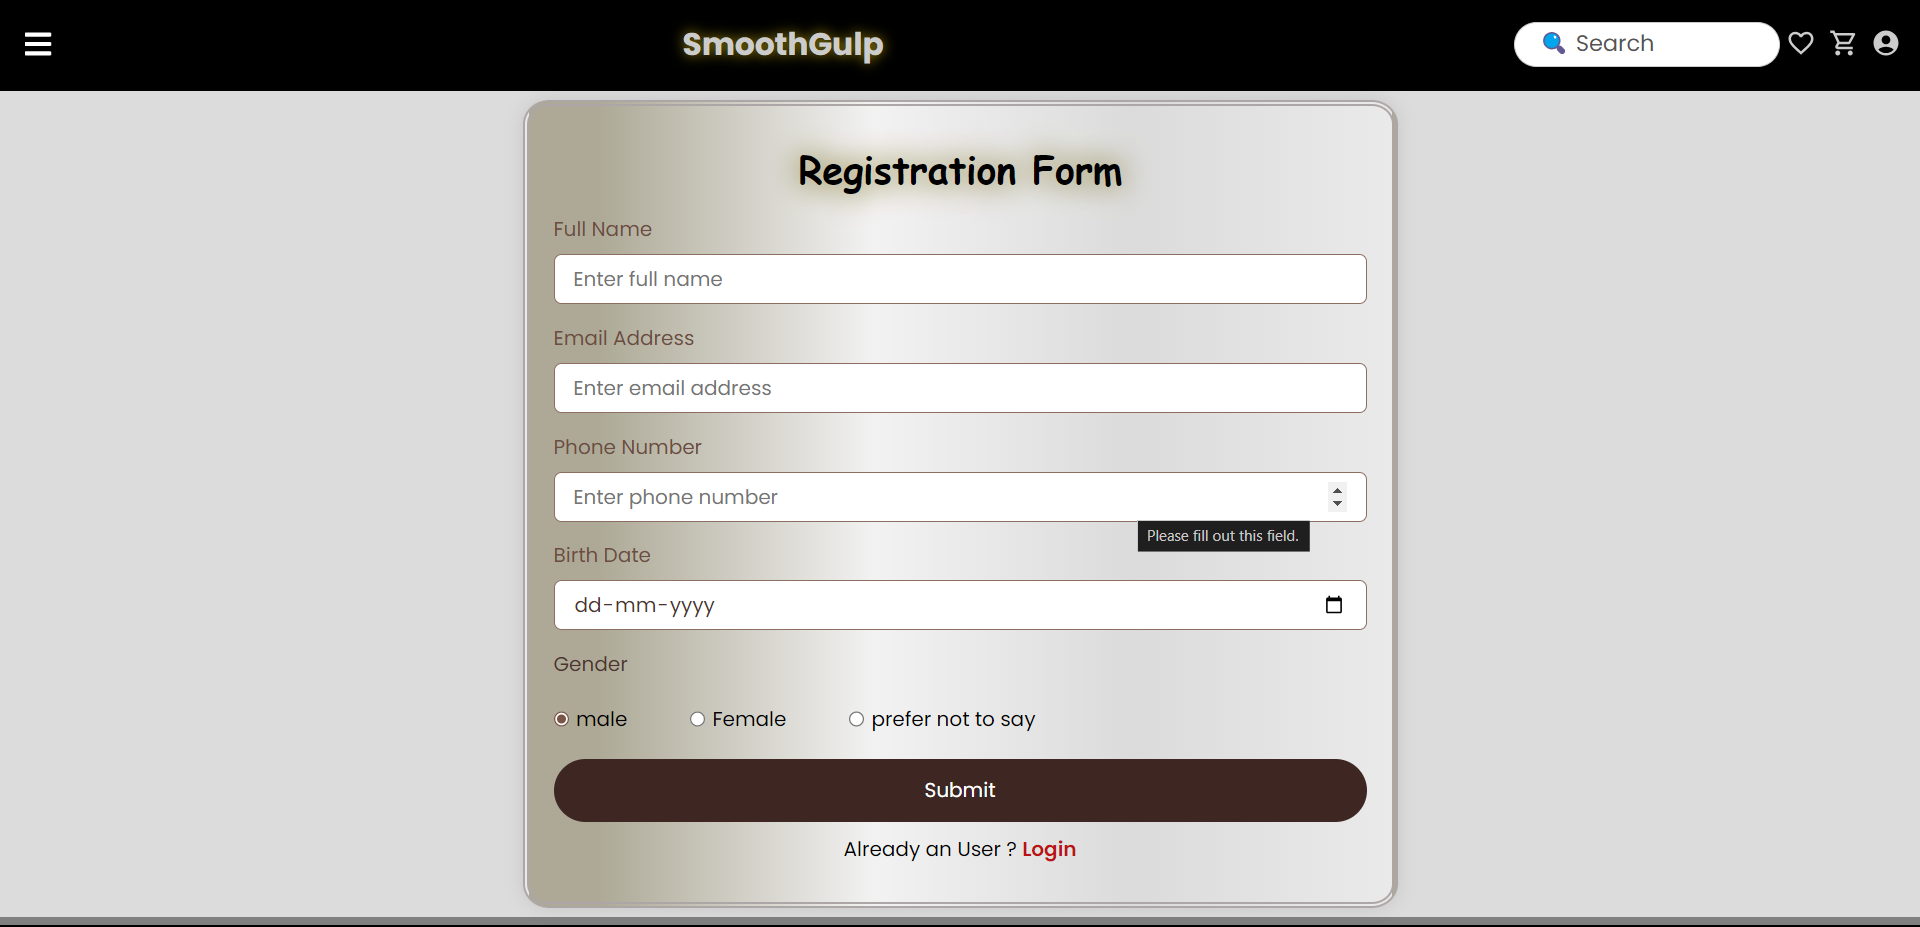 SmoothGulp
Search
Registration Form
Full Name
Enter full name
Email Address
Enter email address
Phone Number
Enter phone number
Please fill out this field.
Birth Date
dd-mm-yyyy
Gender
male Female prefer not to say
Submit
Already an User ? Login